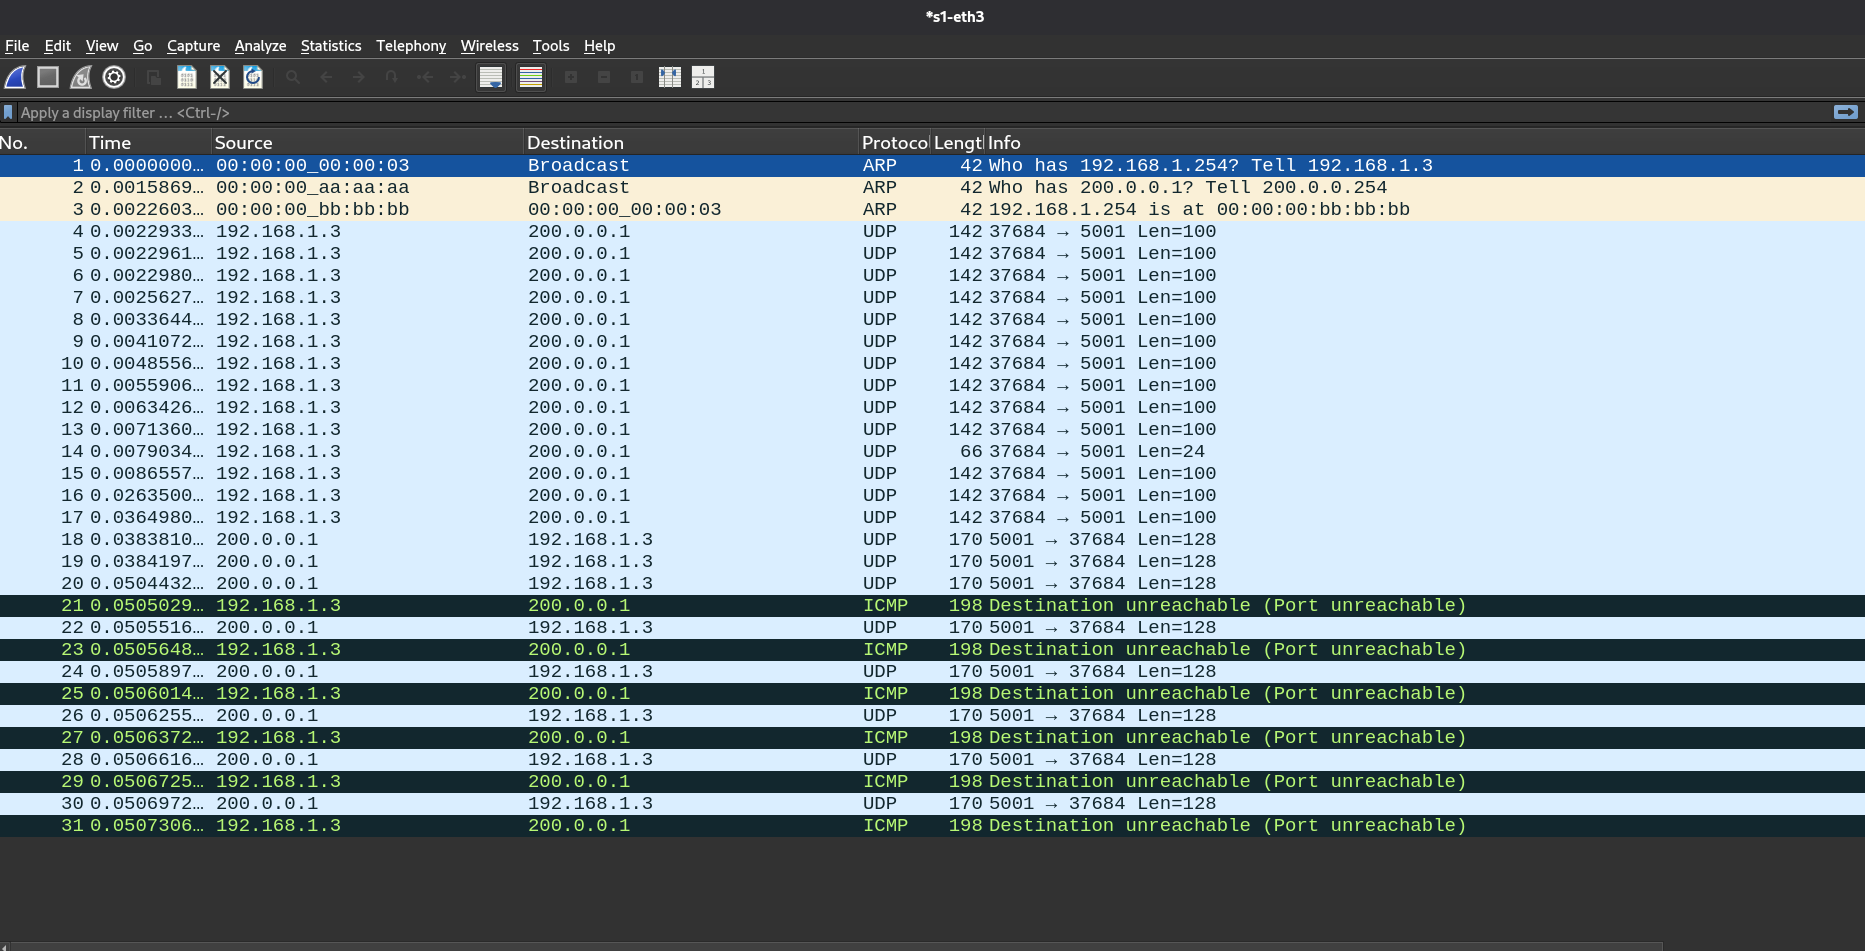 *s1-eth3
File Edit View Go Capture Analyze Statistics Telephony Wireless Tools Help
Apply a display filter … <Ctrl-/>
No. Time Source Destination Protoco Lengt Info
1 0.0000000… 00:00:00_00:00:03 Broadcast ARP 42 Who has 192.168.1.254? Tell 192.168.1.3
2 0.0015869… 00:00:00_aa:aa:aa Broadcast ARP 42 Who has 200.0.0.1? Tell 200.0.0.254
3 0.0022603… 00:00:00_bb:bb:bb 00:00:00_00:00:03 ARP 42 192.168.1.254 is at 00:00:00:bb:bb:bb
4 0.0022933… 192.168.1.3 200.0.0.1 UDP 142 37684 → 5001 Len=100
5 0.0022961… 192.168.1.3 200.0.0.1 UDP 142 37684 → 5001 Len=100
6 0.0022980… 192.168.1.3 200.0.0.1 UDP 142 37684 → 5001 Len=100
7 0.0025627… 192.168.1.3 200.0.0.1 UDP 142 37684 → 5001 Len=100
8 0.0033644… 192.168.1.3 200.0.0.1 UDP 142 37684 → 5001 Len=100
9 0.0041072… 192.168.1.3 200.0.0.1 UDP 142 37684 → 5001 Len=100
10 0.0048556… 192.168.1.3 200.0.0.1 UDP 142 37684 → 5001 Len=100
11 0.0055906… 192.168.1.3 200.0.0.1 UDP 142 37684 → 5001 Len=100
12 0.0063426… 192.168.1.3 200.0.0.1 UDP 142 37684 → 5001 Len=100
13 0.0071360… 192.168.1.3 200.0.0.1 UDP 142 37684 → 5001 Len=100
14 0.0079034… 192.168.1.3 200.0.0.1 UDP 66 37684 → 5001 Len=24
15 0.0086557… 192.168.1.3 200.0.0.1 UDP 142 37684 → 5001 Len=100
16 0.0263500… 192.168.1.3 200.0.0.1 UDP 142 37684 → 5001 Len=100
17 0.0364980… 192.168.1.3 200.0.0.1 UDP 142 37684 → 5001 Len=100
18 0.0383810… 200.0.0.1 192.168.1.3 UDP 170 5001 → 37684 Len=128
19 0.0384197… 200.0.0.1 192.168.1.3 UDP 170 5001 → 37684 Len=128
20 0.0504432… 200.0.0.1 192.168.1.3 UDP 170 5001 → 37684 Len=128
21 0.0505029… 192.168.1.3 200.0.0.1 ICMP 198 Destination unreachable (Port unreachable)
22 0.0505516… 200.0.0.1 192.168.1.3 UDP 170 5001 → 37684 Len=128
23 0.0505648… 192.168.1.3 200.0.0.1 ICMP 198 Destination unreachable (Port unreachable)
24 0.0505897… 200.0.0.1 192.168.1.3 UDP 170 5001 → 37684 Len=128
25 0.0506014… 192.168.1.3 200.0.0.1 ICMP 198 Destination unreachable (Port unreachable)
26 0.0506255… 200.0.0.1 192.168.1.3 UDP 170 5001 → 37684 Len=128
27 0.0506372… 192.168.1.3 200.0.0.1 ICMP 198 Destination unreachable (Port unreachable)
28 0.0506616… 200.0.0.1 192.168.1.3 UDP 170 5001 → 37684 Len=128
29 0.0506725… 192.168.1.3 200.0.0.1 ICMP 198 Destination unreachable (Port unreachable)
30 0.0506972… 200.0.0.1 192.168.1.3 UDP 170 5001 → 37684 Len=128
31 0.0507306… 192.168.1.3 200.0.0.1 ICMP 198 Destination unreachable (Port unreachable)